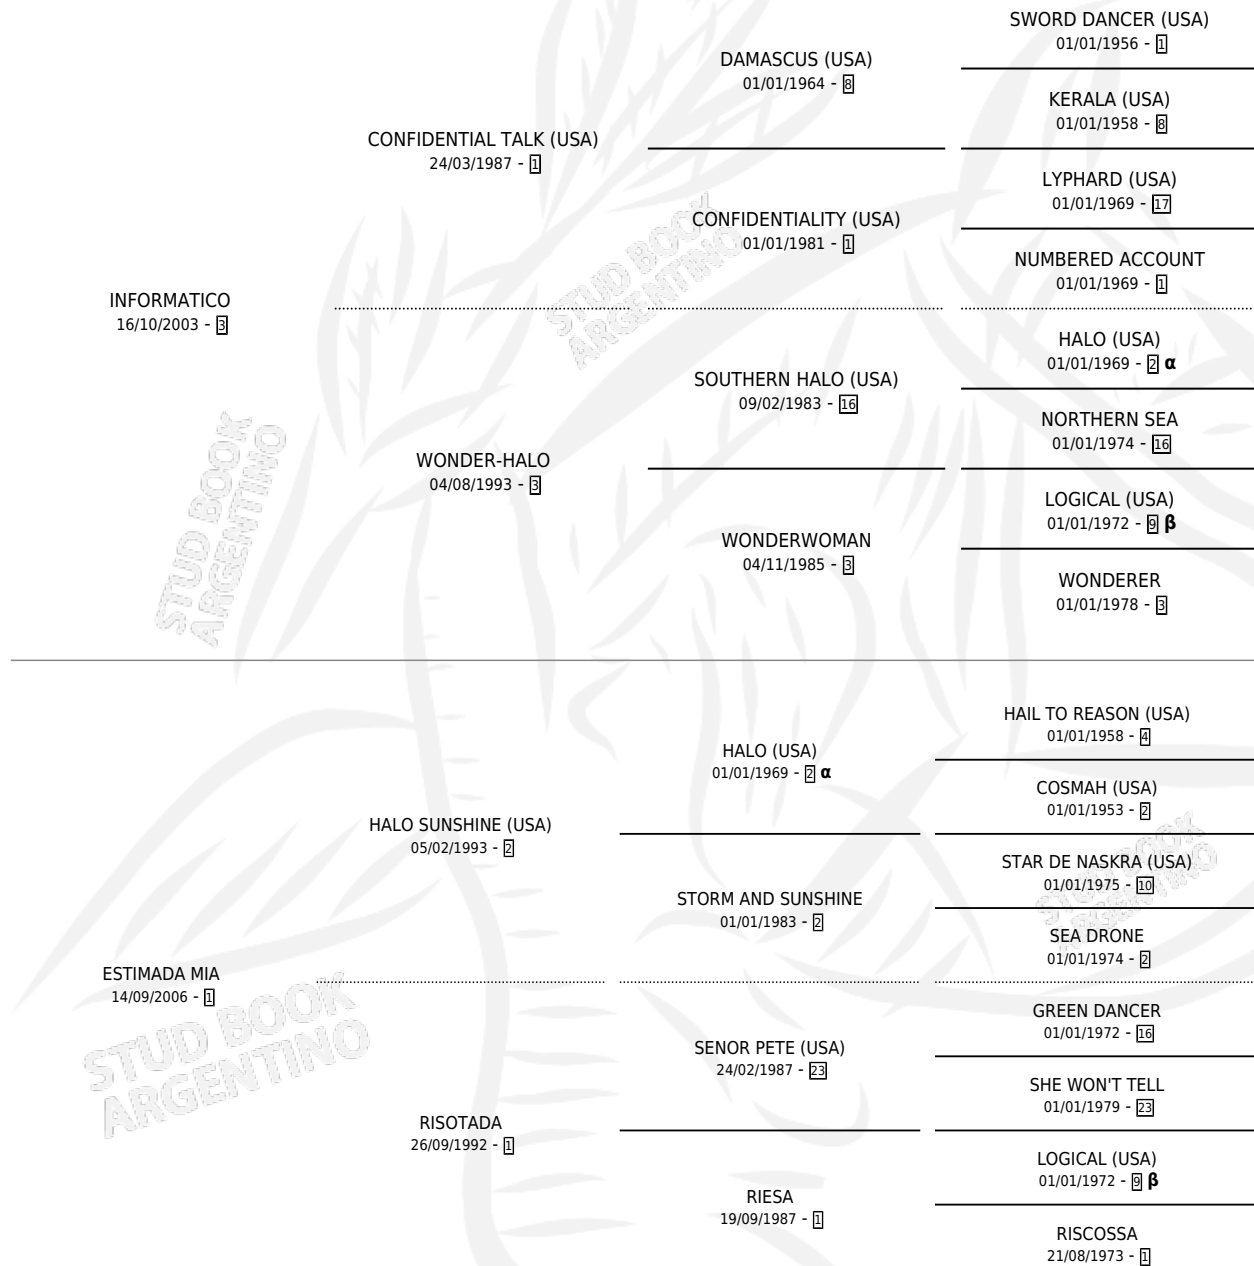 SWORD DANCER (USA)
01/01/1956 - 1
DAMASCUS (USA)
01/01/1964 - 8
KERALA (USA)
01/01/1958 - 8
CONFIDENTIAL TALK (USA)
24/03/1987 - 1
LYPHARD (USA)
01/01/1969 - 17
CONFIDENTIALITY (USA)
01/01/1981 - 1
NUMBERED ACCOUNT
01/01/1969 - 1
INFORMATICO
16/10/2003 - 3
HALO (USA)
01/01/1969 - 2 α
SOUTHERN HALO (USA)
09/02/1983 - 16
NORTHERN SEA
01/01/1974 - 16
WONDER-HALO
04/08/1993 - 3
LOGICAL (USA)
01/01/1972 - 9 β
WONDERWOMAN
04/11/1985 - 3
WONDERER
01/01/1978 - 3
HAIL TO REASON (USA)
01/01/1958 - 4
HALO (USA)
01/01/1969 - 2 α
COSMAH (USA)
01/01/1953 - 2
HALO SUNSHINE (USA)
05/02/1993 - 2
STAR DE NASKRA (USA)
01/01/1975 - 10
STORM AND SUNSHINE
01/01/1983 - 2
SEA DRONE
01/01/1974 - 2
ESTIMADA MIA
14/09/2006 - 1
GREEN DANCER
01/01/1972 - 16
SENOR PETE (USA)
24/02/1987 - 23
SHE WON'T TELL
01/01/1979 - 23
RISOTADA
26/09/1992 - 1
LOGICAL (USA)
01/01/1972 - 9 β
RIESA
19/09/1987 - 1
RISCOSSA
21/08/1973 - 1
STUD BOOK
ARGENTINO
STUD BOOK
ARGENTINO
STUD BOOK
ARGENTINO
STUD BOOK
ARGENTINO